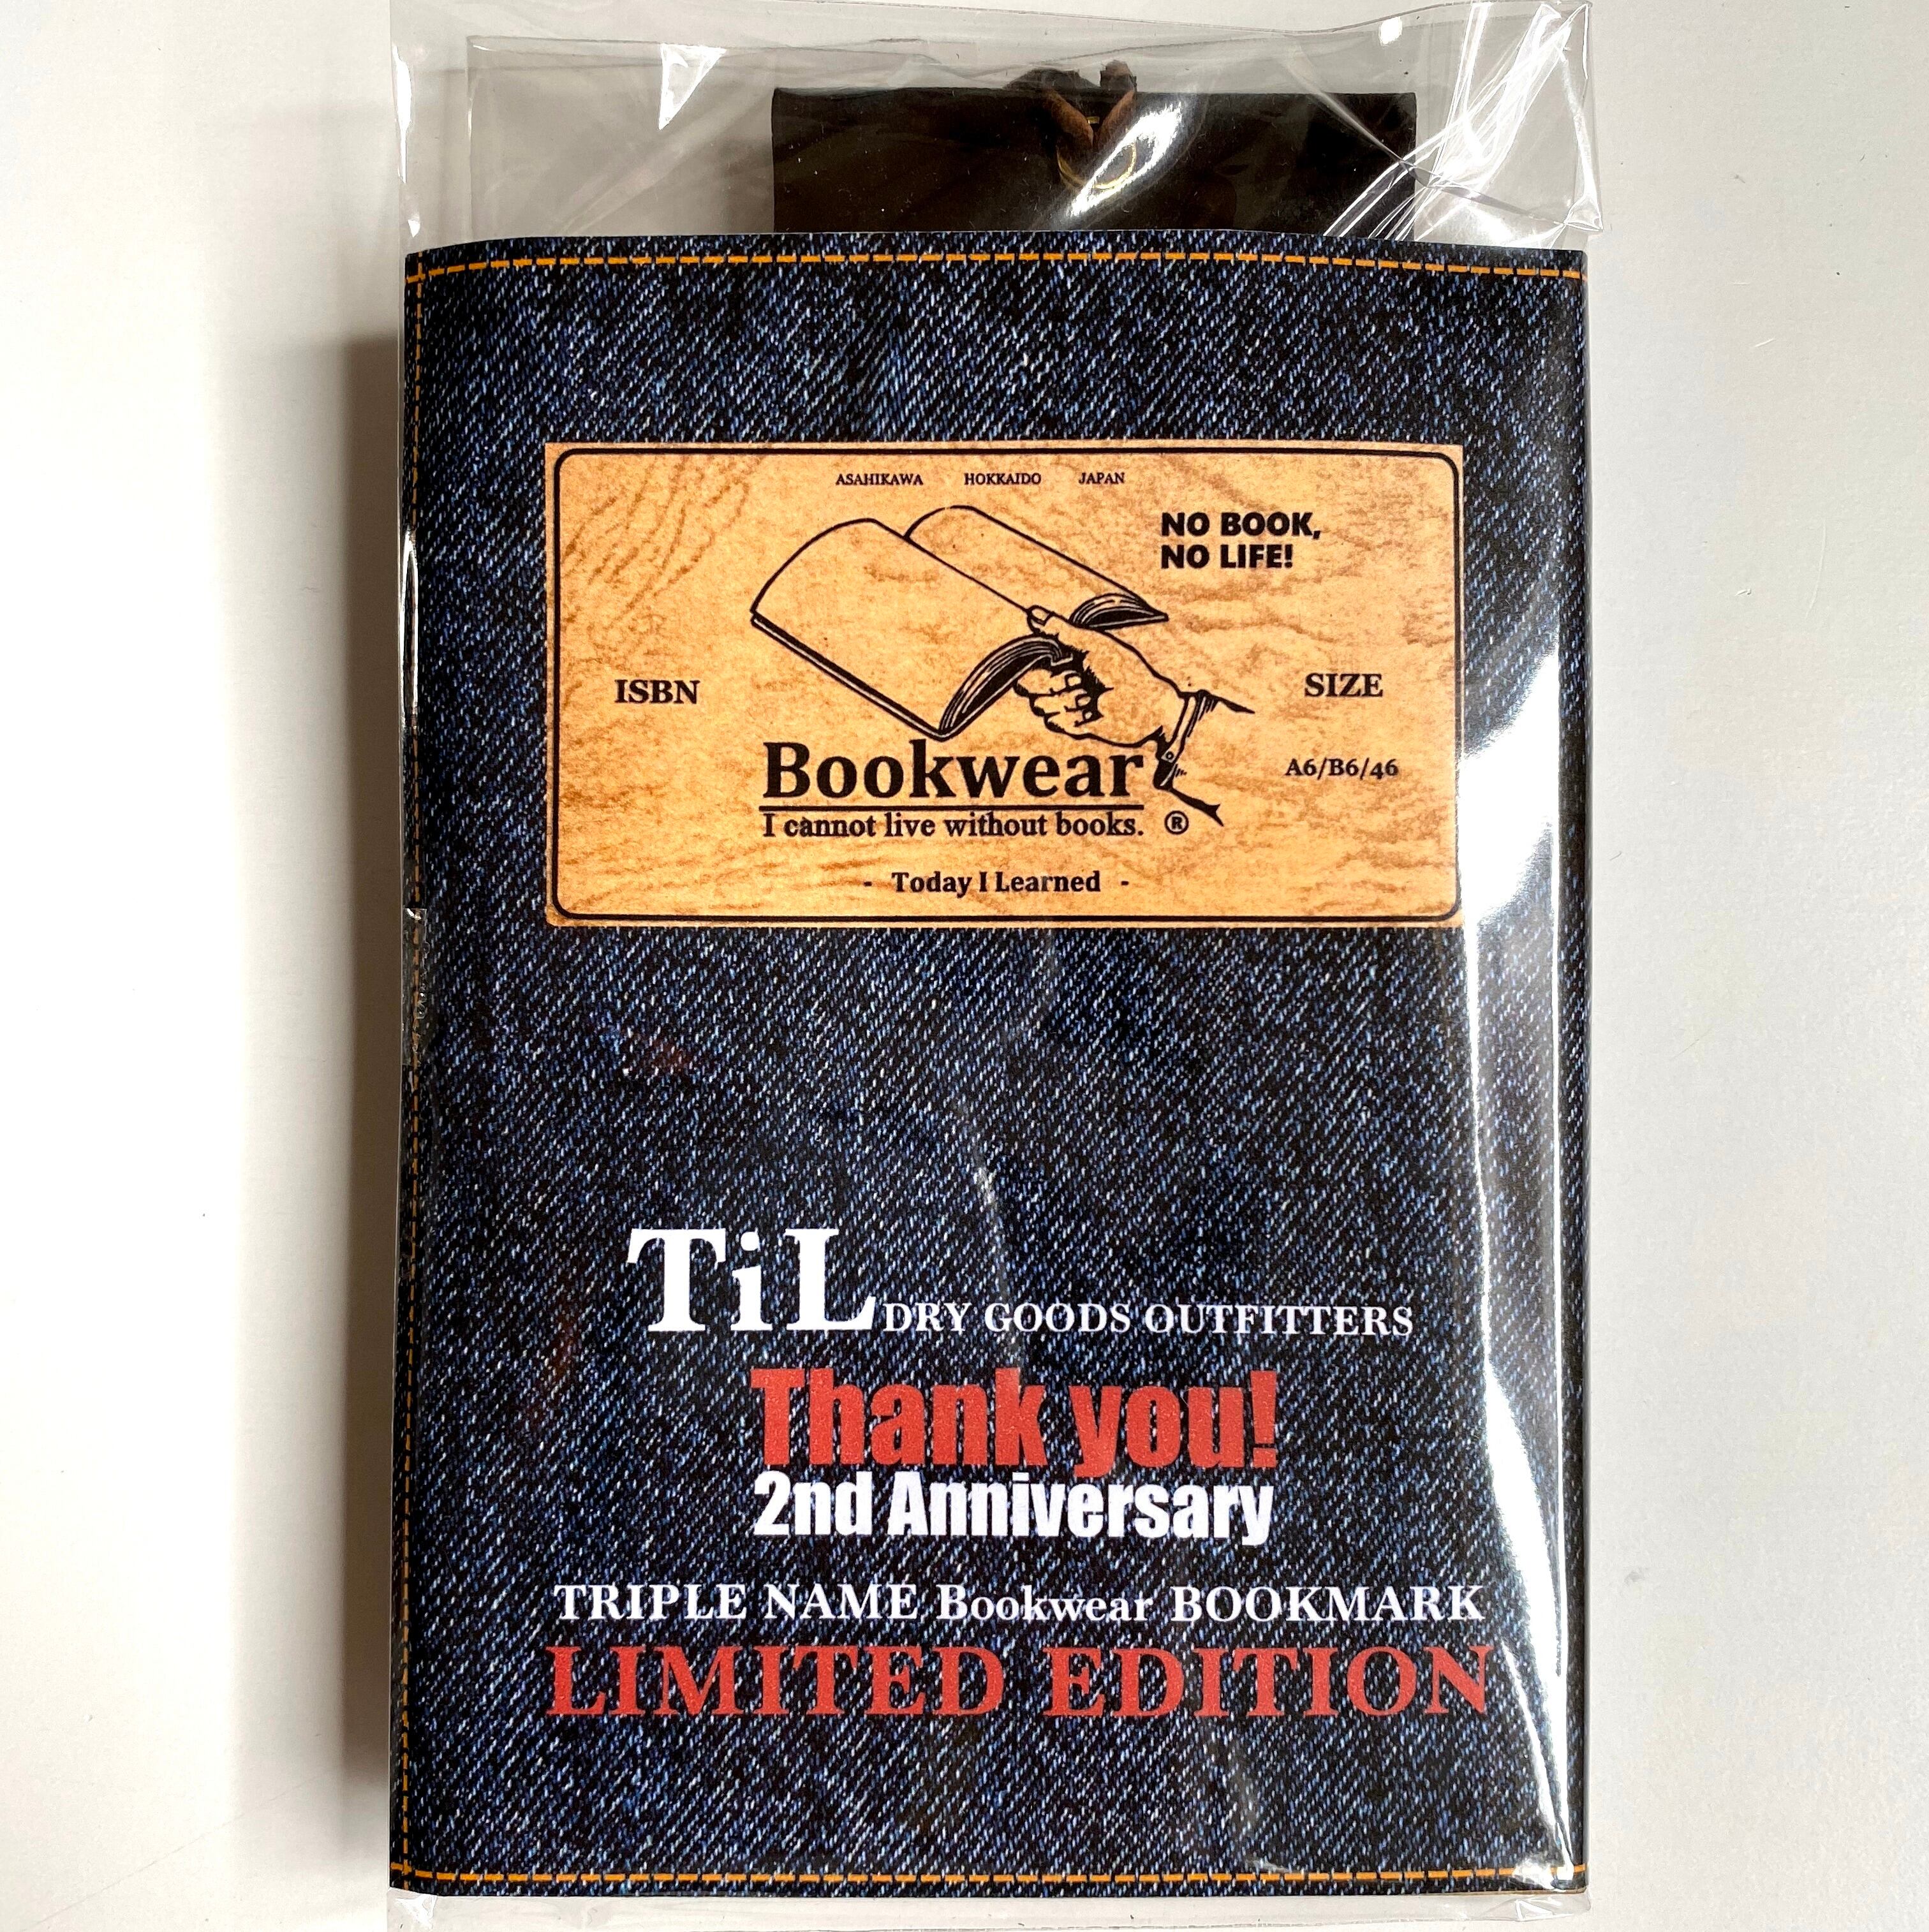 ASAHIKAWA HOKKAIDO JAPAN
NO BOOK,
NO LIFE!
ISBN
SIZE
A6/B6/46
Bookwear
I cannot live without books. ®
- Today I Learned -
TiL DRY GOODS OUTFITTERS
Thank you!
2nd Anniversary
TRIPLE NAME Bookwear BOOKMARK
LIMITED EDITION